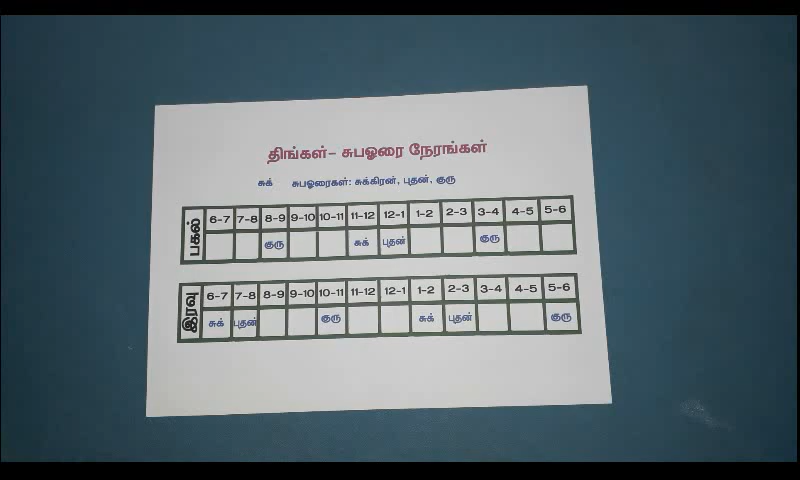 திங்கள்- சுபஓரை நேரங்கள்
சுக் சுபஓரைகள்: சுக்கிரன், புதன், குரு
பகல் 6-7 7-8 8-9 9-10 10-11 11-12 12-1 1-2 2-3 3-4 4-5 5-6
குரு சுக் புதன் குரு
இரவு 6-7 7-8 8-9 9-10 10-11 11-12 12-1 1-2 2-3 3-4 4-5 5-6
சுக் புதன் குரு சுக் புதன் குரு